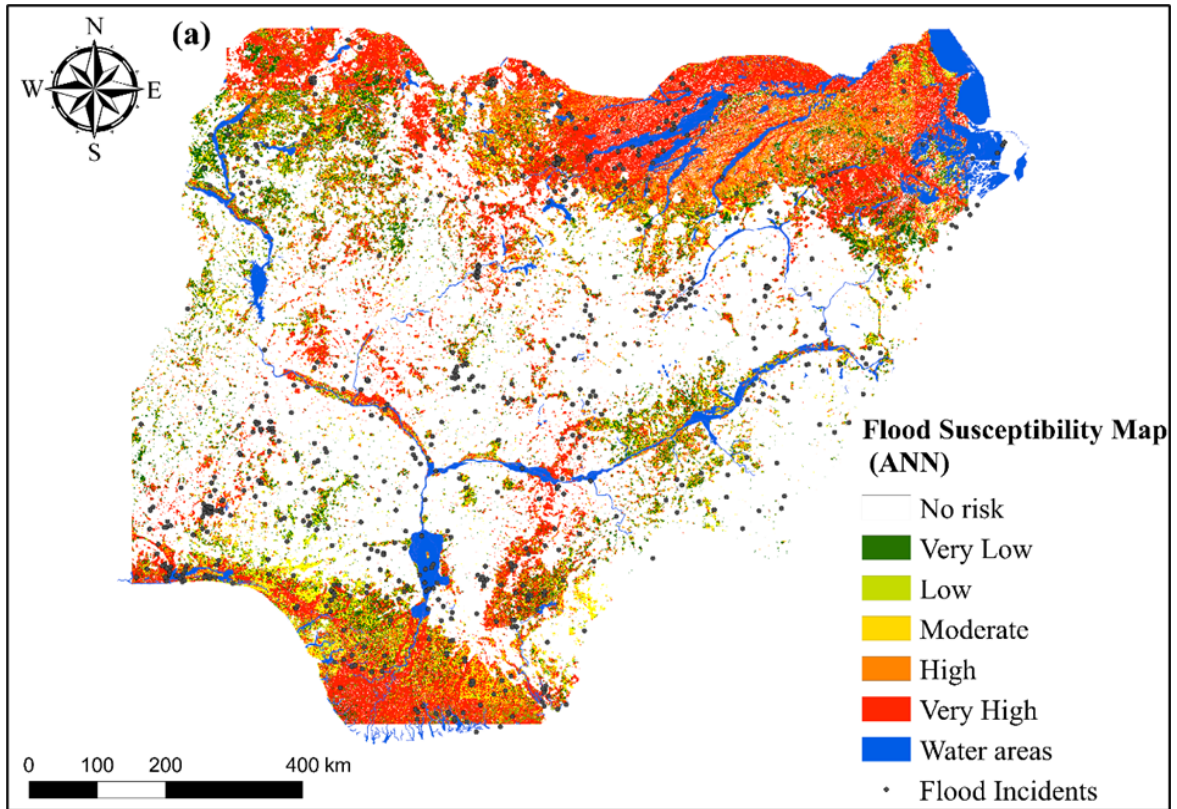 (a)
N
W E
S
Flood Susceptibility Map
(ANN)
No risk
Very Low
Low
Moderate
High
Very High
Water areas
Flood Incidents
0 100 200 400 km